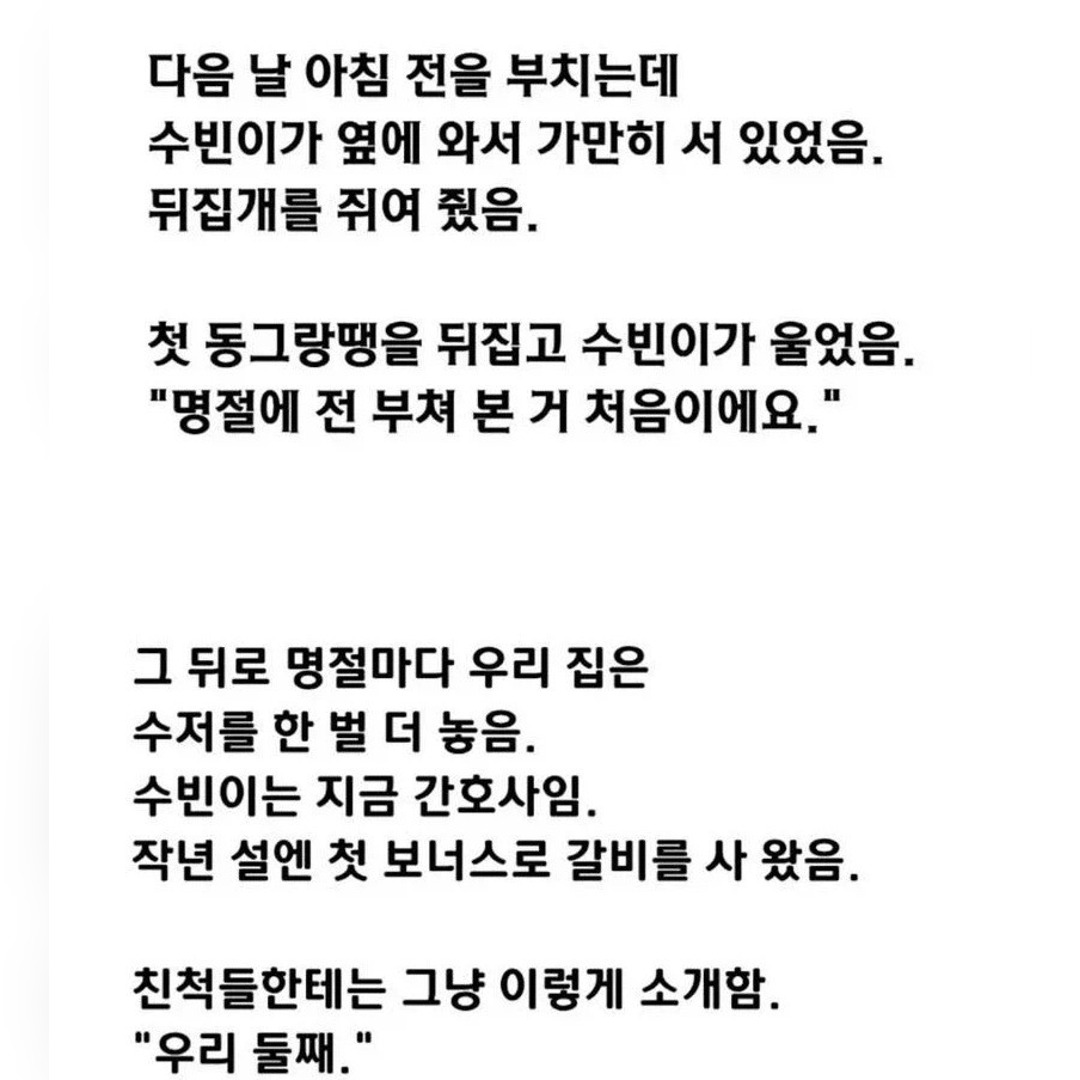 다음 날 아침 전을 부치는데
수빈이가 옆에 와서 가만히 서 있었음.
뒤집개를 쥐여 줬음.
첫 동그랑땡을 뒤집고 수빈이가 울었음.
"명절에 전 부쳐 본 거 처음이에요."
그 뒤로 명절마다 우리 집은
수저를 한 벌 더 놓음.
수빈이는 지금 간호사임.
작년 설엔 첫 보너스로 갈비를 사 왔음.
친척들한테는 그냥 이렇게 소개함.
"우리 둘째."